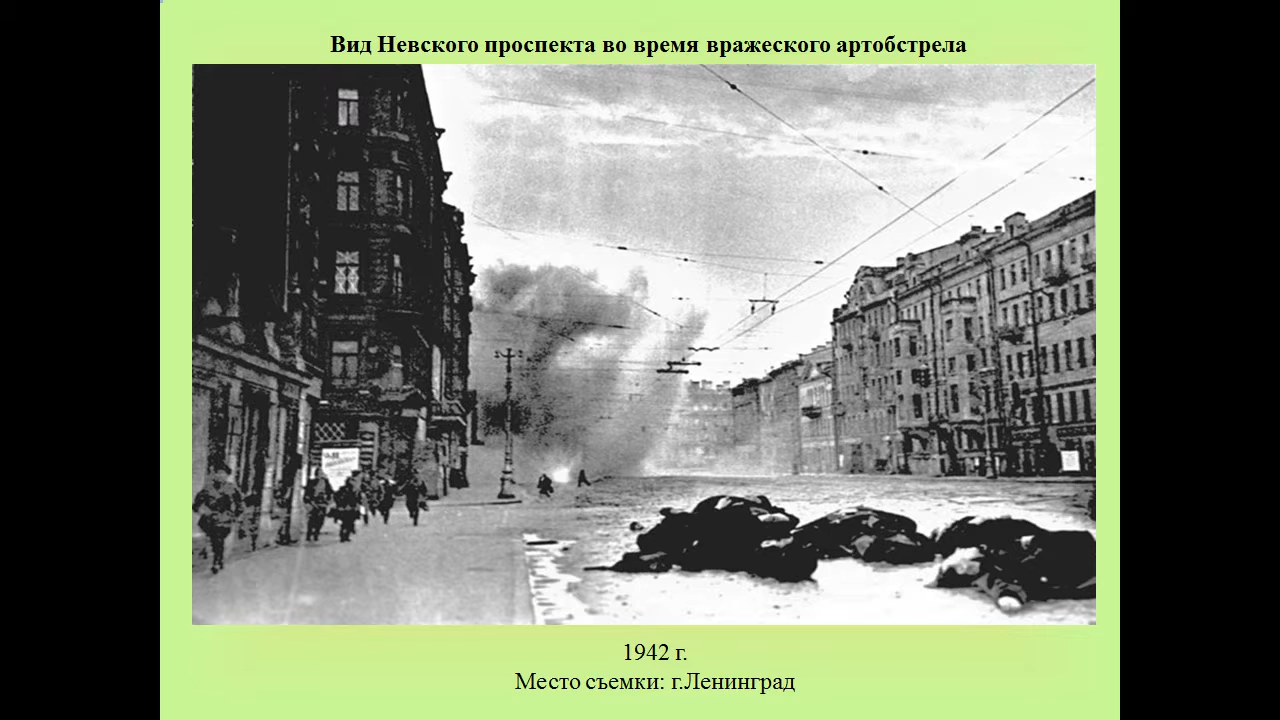 Вид Невского проспекта во время вражеского артобстрела
1942 г.
Место съемки: г.Ленинград